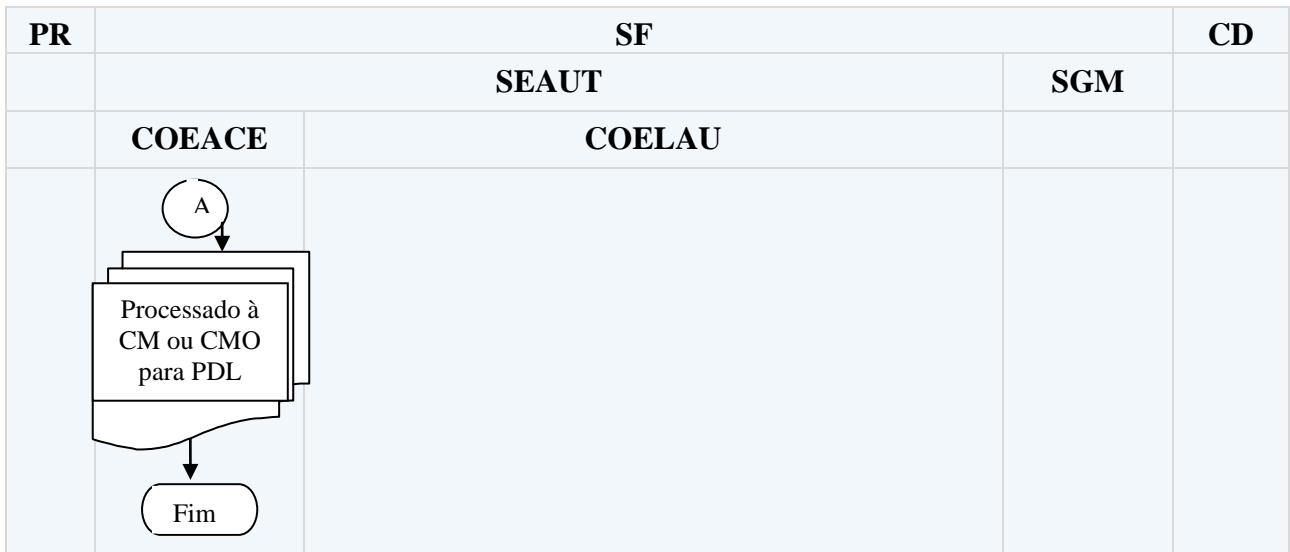 PR SF CD
SEAUT SGM
COEACE COELAU
A
Processado à
CM ou CMO
para PDL
Fim